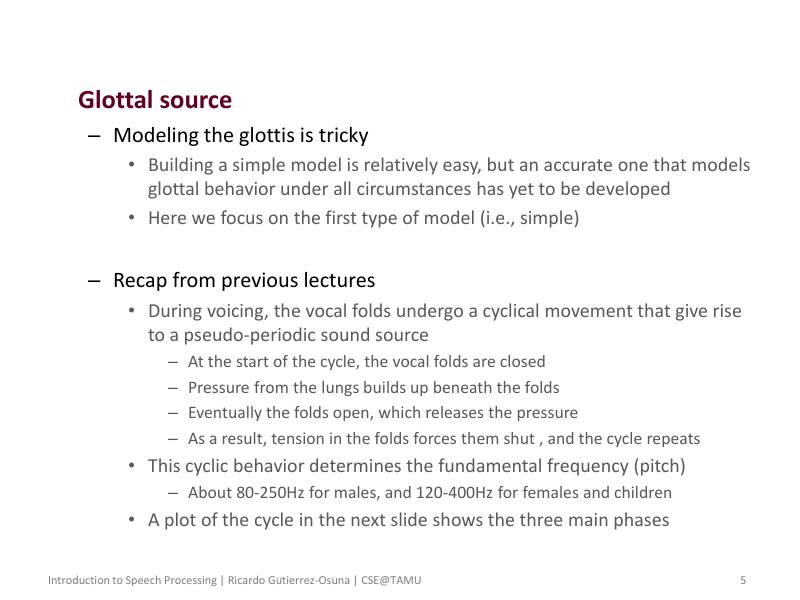 Glottal source
– Modeling the glottis is tricky
• Building a simple model is relatively easy, but an accurate one that models
glottal behavior under all circumstances has yet to be developed
• Here we focus on the first type of model (i.e., simple)
– Recap from previous lectures
• During voicing, the vocal folds undergo a cyclical movement that give rise
to a pseudo-periodic sound source
– At the start of the cycle, the vocal folds are closed
– Pressure from the lungs builds up beneath the folds
– Eventually the folds open, which releases the pressure
– As a result, tension in the folds forces them shut , and the cycle repeats
• This cyclic behavior determines the fundamental frequency (pitch)
– About 80-250Hz for males, and 120-400Hz for females and children
• A plot of the cycle in the next slide shows the three main phases
Introduction to Speech Processing | Ricardo Gutierrez-Osuna | CSE@TAMU
5